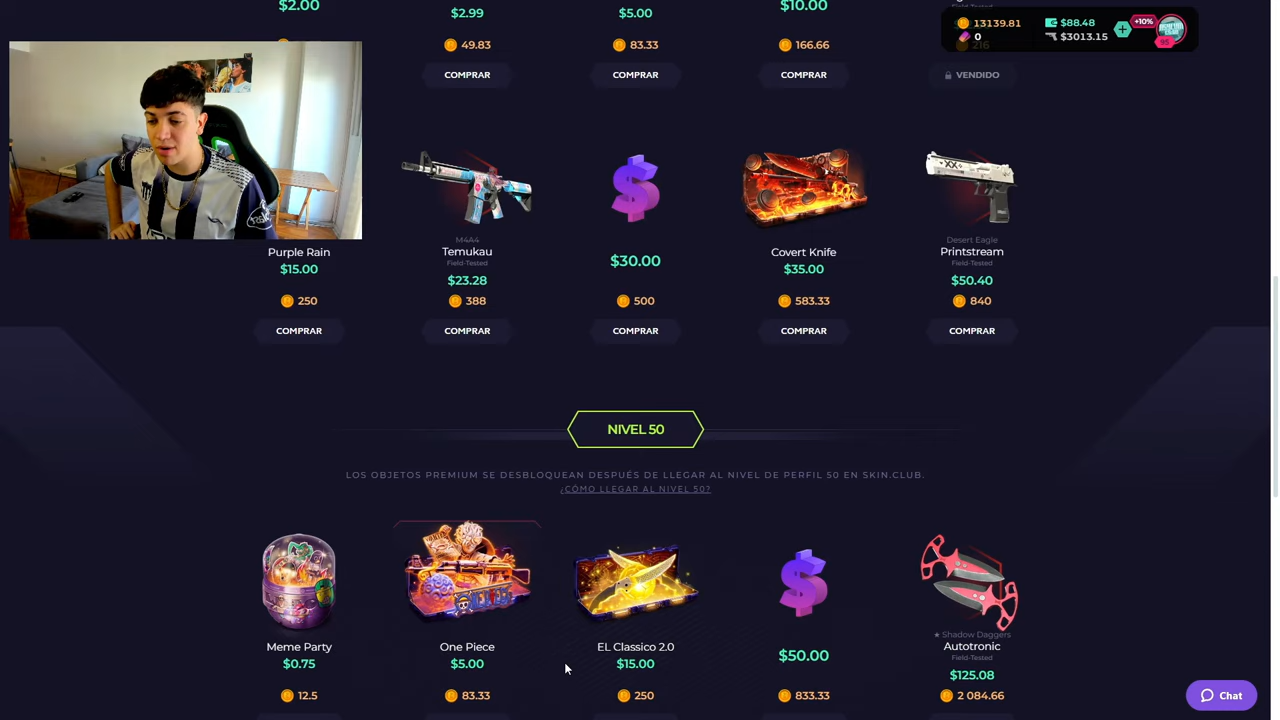 $2.00
$2.99
$5.00
$10.00
49.83
83.33
166.66
216
COMPRAR
COMPRAR
COMPRAR
VENDIDO
13139.81
0
$88.48
$3013.15
+10%
95
Purple Rain
$15.00
250
COMPRAR
M4A4
Temukau
Field-Tested
$23.28
388
COMPRAR
$30.00
500
COMPRAR
Covert Knife
$35.00
583.33
COMPRAR
Desert Eagle
Printstream
Field-Tested
$50.40
840
COMPRAR
NIVEL 50
LOS OBJETOS PREMIUM SE DESBLOQUEAN DESPUÉS DE LLEGAR AL NIVEL DE PERFIL 50 EN SKIN.CLUB.
¿CÓMO LLEGAR AL NIVEL 50?
Meme Party
$0.75
12.5
One Piece
$5.00
83.33
EL Classico 2.0
$15.00
250
$50.00
833.33
★ Shadow Daggers
Autotronic
Field-Tested
$125.08
2 084.66
Chat